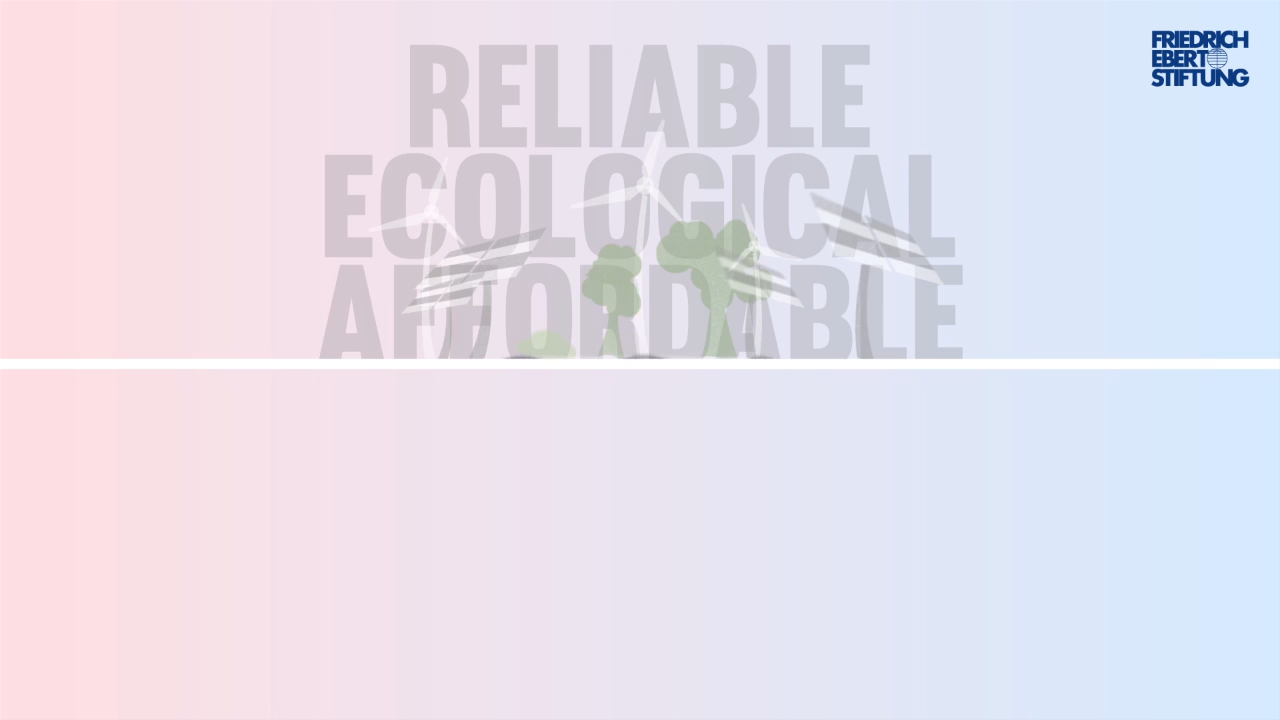 RELIABLE
ECOLOGICAL
AFFORDABLE
FRIEDRICH
EBERT
STIFTUNG